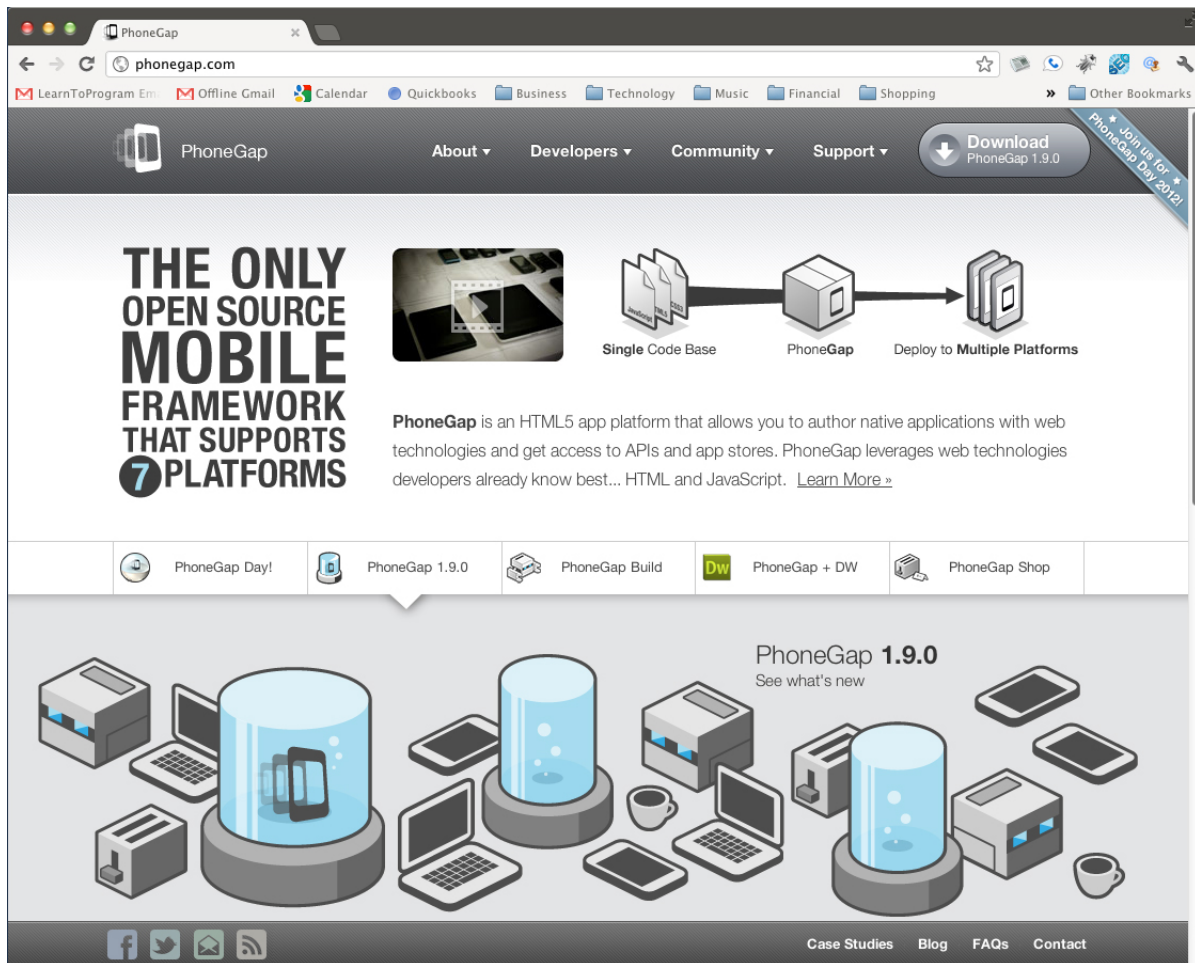 PhoneGap
phonegap.com
LearnToProgram Em
Offline Gmail
Calendar
Quickbooks
Business
Technology
Music
Financial
Shopping
»
Other Bookmarks
PhoneGap
About
Developers
Community
Support
Download
PhoneGap 1.9.0
Join us for
PhoneGap Day 2012!
THE ONLY
OPEN SOURCE
MOBILE
FRAMEWORK
THAT SUPPORTS
7 PLATFORMS
JavaScript
HTML5
CSS3
Single Code Base
PhoneGap
Deploy to Multiple Platforms
PhoneGap is an HTML5 app platform that allows you to author native applications with web
technologies and get access to APIs and app stores. PhoneGap leverages web technologies
developers already know best... HTML and JavaScript. Learn More »
PhoneGap Day!
PhoneGap 1.9.0
PhoneGap Build
Dw
PhoneGap + DW
PhoneGap Shop
PhoneGap 1.9.0
See what's new
Case Studies
Blog
FAQs
Contact